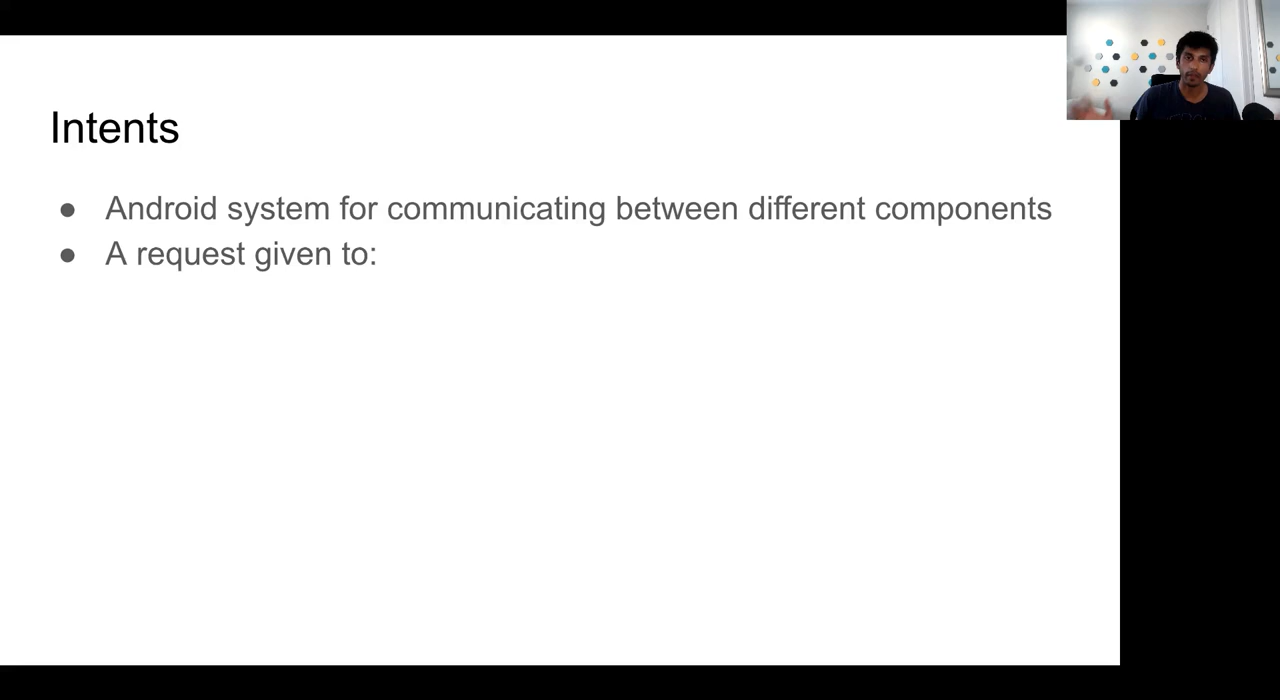 Intents
● Android system for communicating between different components
● A request given to: